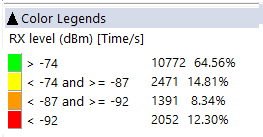 Color Legends
RX level (dBm) [Time/s]
> -74 10772 64.56%
< -74 and >= -87 2471 14.81%
< -87 and >= -92 1391 8.34%
< -92 2052 12.30%